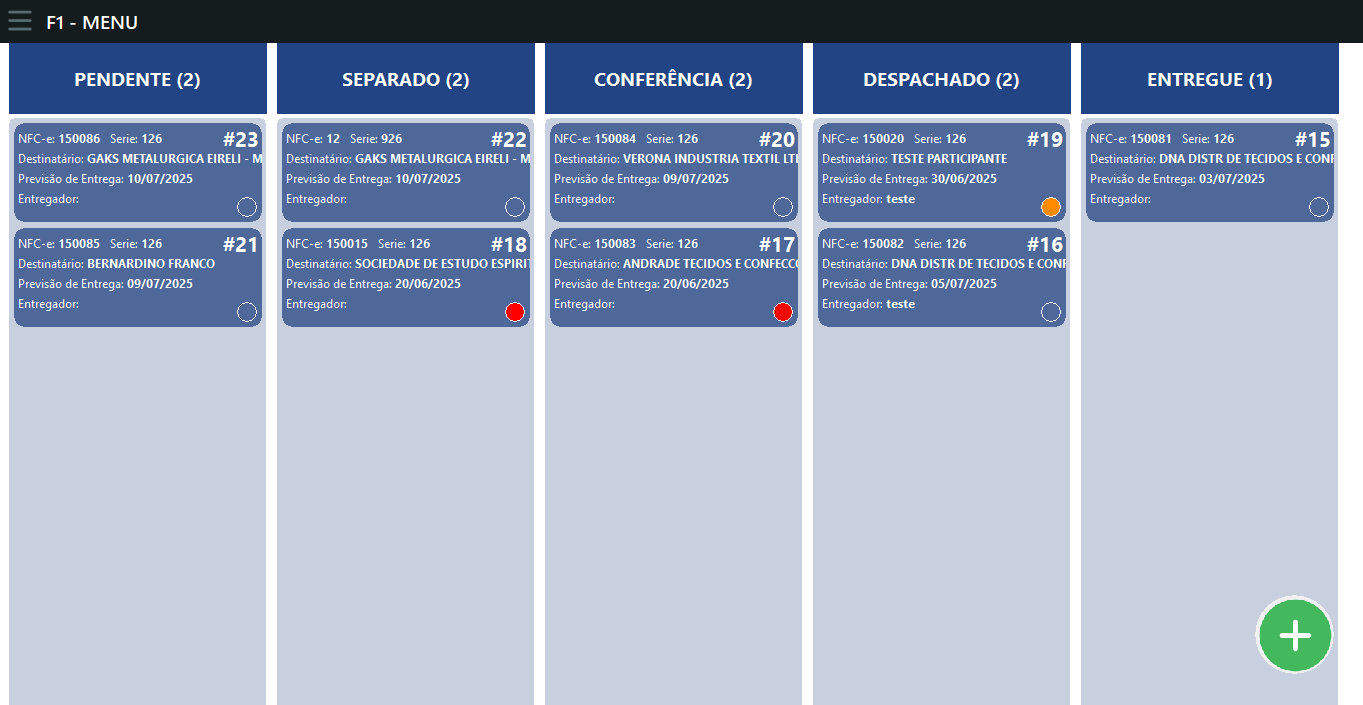 F1 - MENU
PENDENTE (2)
NFC-e: 150086 Serie: 126 #23
Destinatário: GAKS METALURGICA EIRELI - M
Previsão de Entrega: 10/07/2025
Entregador:
NFC-e: 150085 Serie: 126 #21
Destinatário: BERNARDINO FRANCO
Previsão de Entrega: 09/07/2025
Entregador:
SEPARADO (2)
NFC-e: 12 Serie: 926 #22
Destinatário: GAKS METALURGICA EIRELI - M
Previsão de Entrega: 10/07/2025
Entregador:
NFC-e: 150015 Serie: 126 #18
Destinatário: SOCIEDADE DE ESTUDO ESPIRIT
Previsão de Entrega: 20/06/2025
Entregador:
CONFERÊNCIA (2)
NFC-e: 150084 Serie: 126 #20
Destinatário: VERONA INDUSTRIA TEXTIL LT
Previsão de Entrega: 09/07/2025
Entregador:
NFC-e: 150083 Serie: 126 #17
Destinatário: ANDRADE TECIDOS E CONFECC
Previsão de Entrega: 20/06/2025
Entregador:
DESPACHADO (2)
NFC-e: 150020 Serie: 126 #19
Destinatário: TESTE PARTICIPANTE
Previsão de Entrega: 30/06/2025
Entregador: teste
NFC-e: 150082 Serie: 126 #16
Destinatário: DNA DISTR DE TECIDOS E CONF
Previsão de Entrega: 05/07/2025
Entregador: teste
ENTREGUE (1)
NFC-e: 150081 Serie: 126 #15
Destinatário: DNA DISTR DE TECIDOS E CONF
Previsão de Entrega: 03/07/2025
Entregador: